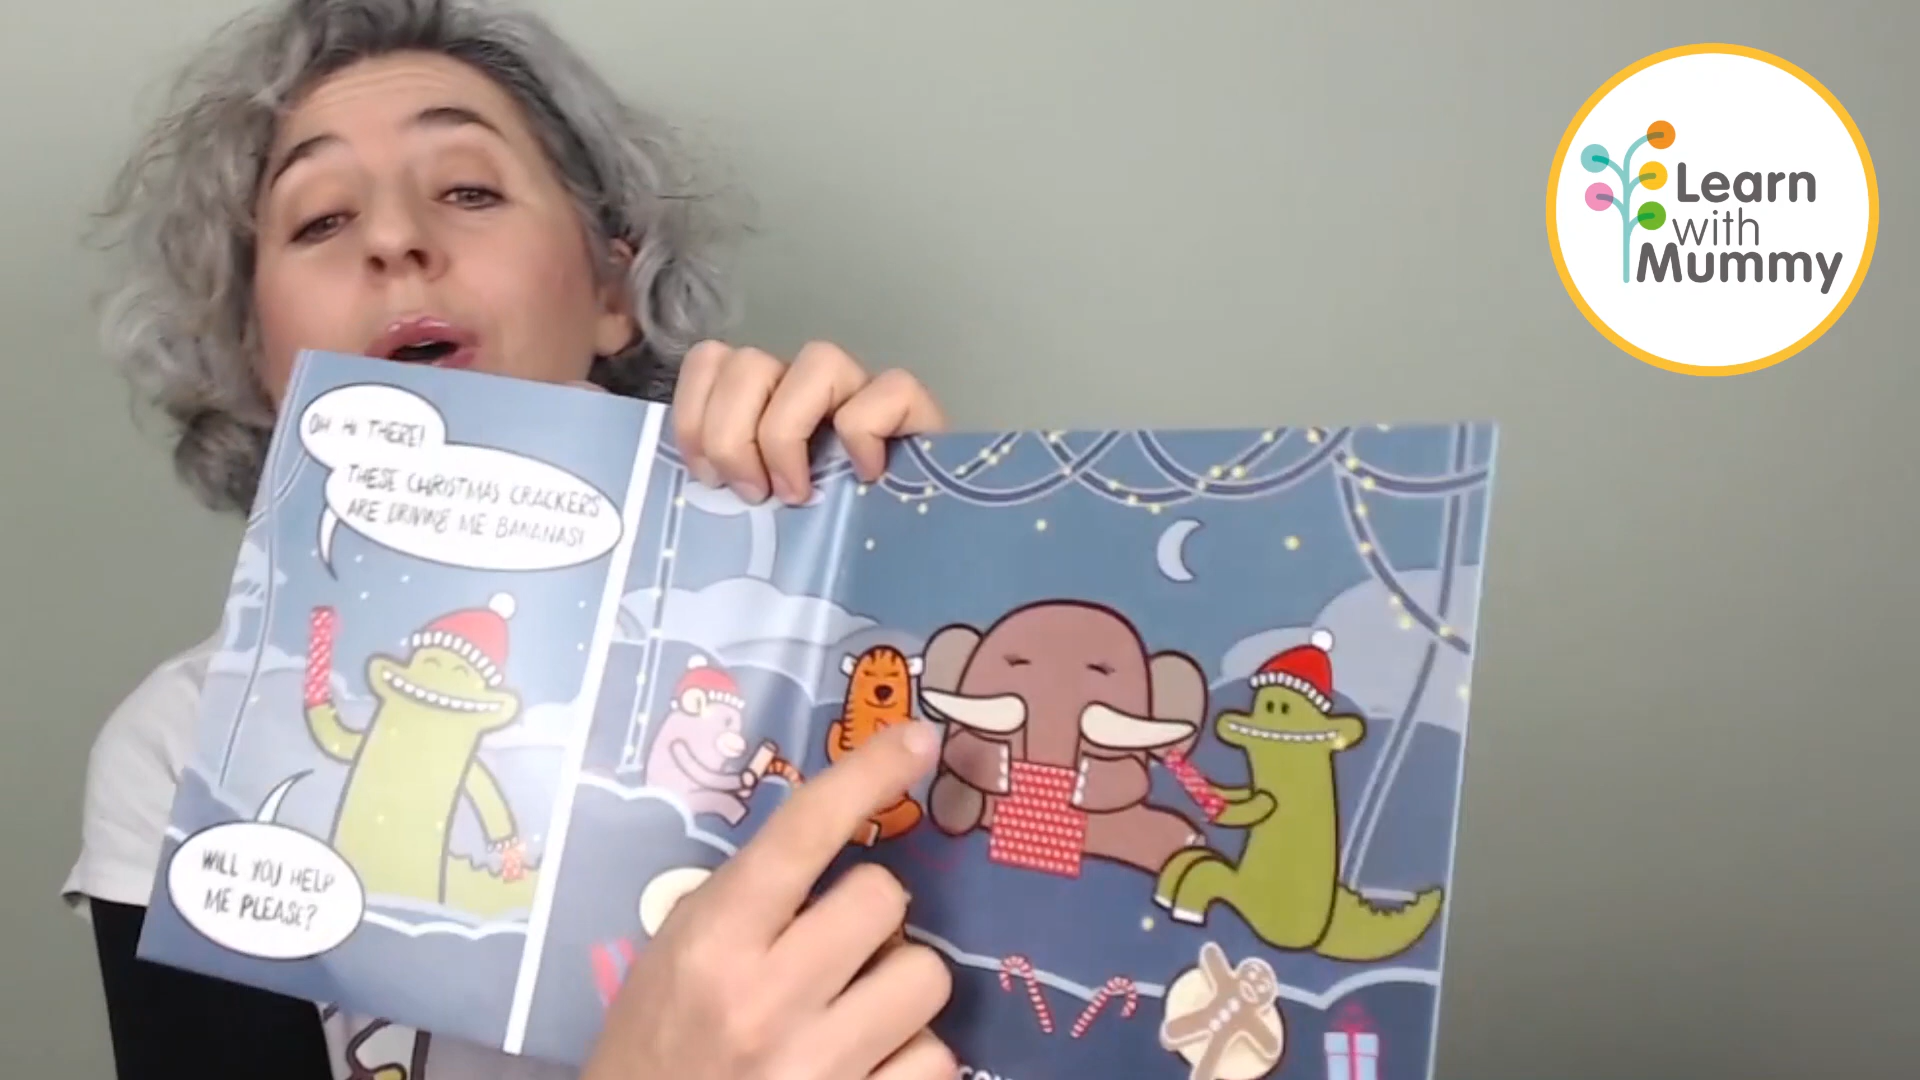 Learn
with
Mummy
OH HI THERE!
THESE CHRISTMAS CRACKERS
ARE DRIVING ME BANANAS!
WILL YOU HELP
ME PLEASE?